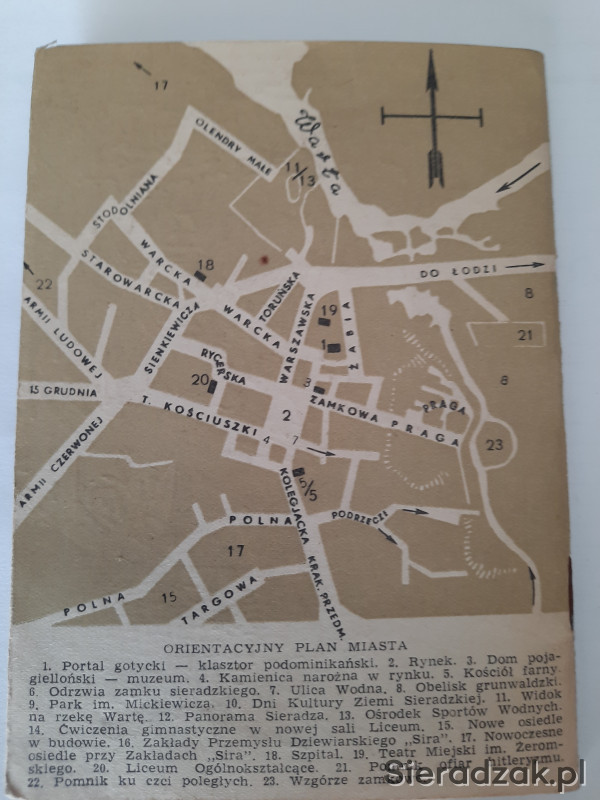 17
OLENDRY MAŁE
11/13
Warta
STODOLNIANA
WARCKA
STAROWARCKA
18
22
ARMII LUDOWEJ
SIENKIEWICZA
WARCKA
TORUŃSKA
WARSZAWSKA
19
1
ŻABIA
DO ŁODZI
8
21
8
RYCERSKA
20
3
15 GRUDNIA
T. KOŚCIUSZKI
2
ZAMKOWA
PRAGA
PRAGA
23
4
7
ARMII CZERWONEJ
5/5
KOLEGJACKA
KRAK. PRZEDM.
POLNA
PODRZECZE
17
POLNA
15
TARGOWA
ORIENTACYJNY PLAN MIASTA
1. Portal gotycki — klasztor podominikański. 2. Rynek. 3. Dom poja-
gielloński — muzeum. 4. Kamienica narożna w rynku. 5. Kościół farny.
6. Odrzwia zamku sieradzkiego. 7. Ulica Wodna. 8. Obelisk grunwaldzki.
9. Park im. Mickiewicza. 10. Dni Kultury Ziemi Sieradzkiej. 11. Widok
na rzekę Wartę. 12. Panorama Sieradza. 13. Ośrodek Sportów Wodnych.
14. Ćwiczenia gimnastyczne w nowej sali Liceum. 15. Nowe osiedle
w budowie. 16. Zakłady Przemysłu Dziewiarskiego „Sira". 17. Nowoczesne
osiedle przy Zakładach „Sira". 18. Szpital. 19. Teatr Miejski im. Żerom-
skiego. 20. Liceum Ogólnokształcące. 21. ofiar hitleryzmu.
22. Pomnik ku czci poległych. 23. Wzgórze
Sieradzak.pl